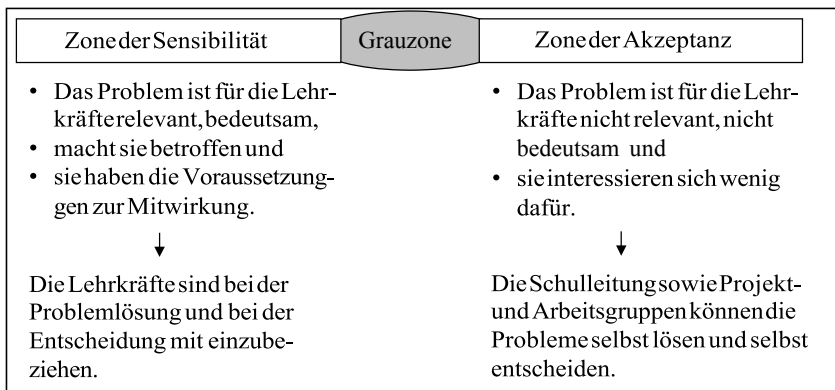 Zone der Sensibilität
Grauzone
Zone der Akzeptanz
• Das Problem ist für die Lehr-
kräfte relevant, bedeutsam,
• macht sie betroffen und
• sie haben die Voraussetzun-
gen zur Mitwirkung.
Die Lehrkräfte sind bei der
Problemlösung und bei der
Entscheidung mit einzube-
ziehen.
• Das Problem ist für die Lehr-
kräfte nicht relevant, nicht
bedeutsam und
• sie interessieren sich wenig
dafür.
Die Schulleitung sowie Projekt-
und Arbeitsgruppen können die
Probleme selbst lösen und selbst
entscheiden.